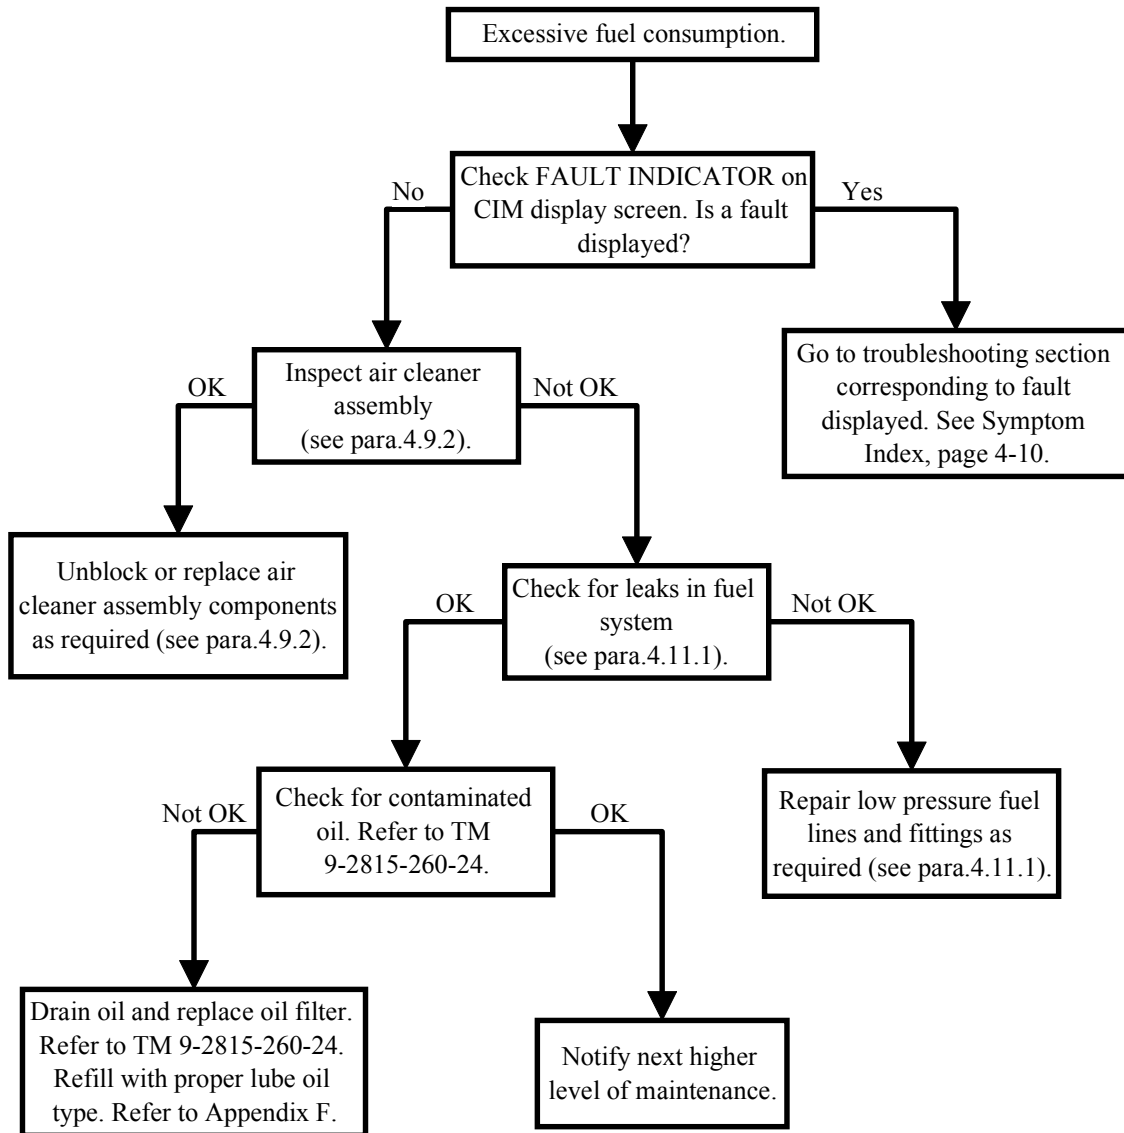 Excessive fuel consumption.
Check FAULT INDICATOR on
CIM display screen. Is a fault
displayed?
No
Yes
Inspect air cleaner
assembly
(see para.4.9.2).
OK
Not OK
Go to troubleshooting section
corresponding to fault
displayed. See Symptom
Index, page 4-10.
Unblock or replace air
cleaner assembly components
as required (see para.4.9.2).
Check for leaks in fuel
system
(see para.4.11.1).
OK
Not OK
Check for contaminated
oil. Refer to TM
9-2815-260-24.
Not OK
OK
Repair low pressure fuel
lines and fittings as
required (see para.4.11.1).
Drain oil and replace oil filter.
Refer to TM 9-2815-260-24.
Refill with proper lube oil
type. Refer to Appendix F.
Notify next higher
level of maintenance.